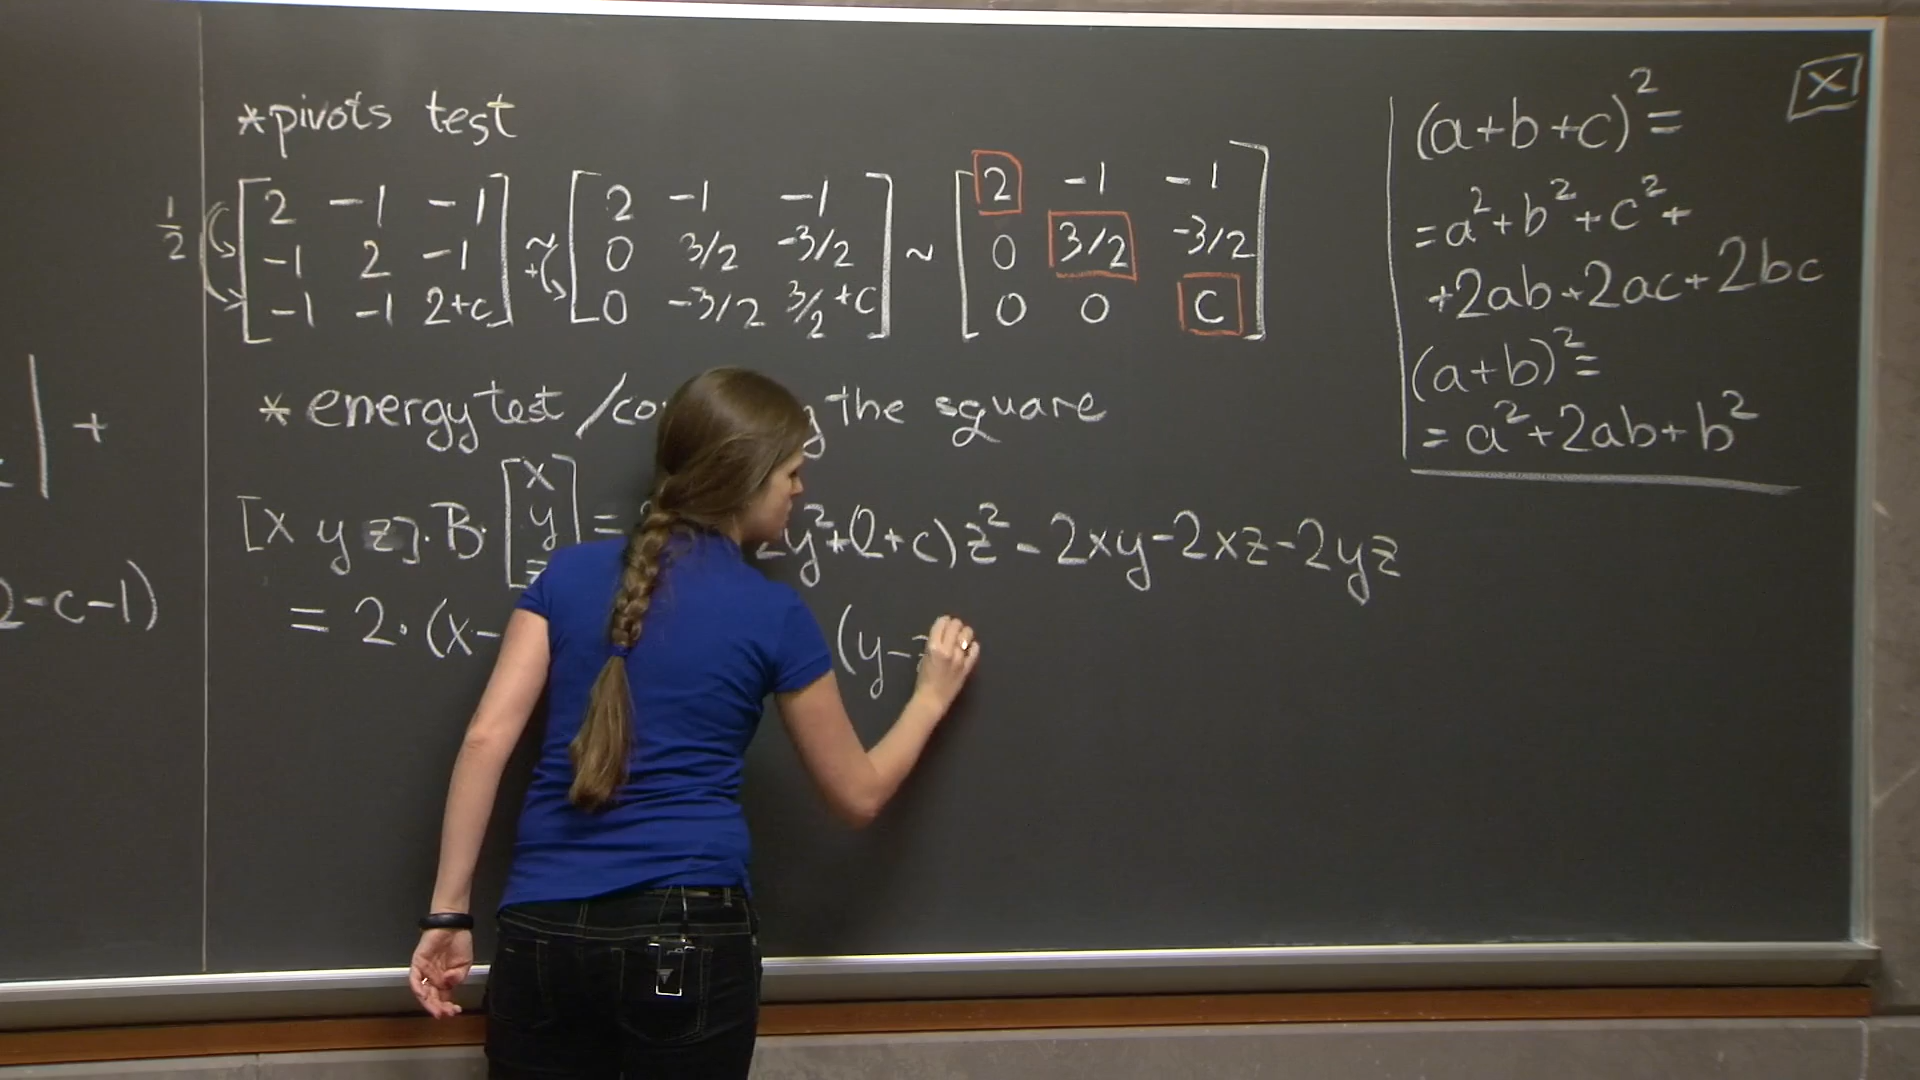 *pivots test
1/2 [2 -1 -1; -1 2 -1; -1 -1 2+c] ~ [2 -1 -1; 0 3/2 -3/2; 0 -3/2 3/2+c] ~ [2 -1 -1; 0 3/2 -3/2; 0 0 c]
+
* energy test / the square
[x y z]·B·[x y z] = y²+(2+c)z²-2xy-2xz-2yz
= 2·(x- (y-
+
2-c-1)
x
(a+b+c)²=
=a²+b²+c²+
+2ab+2ac+2bc
(a+b)²=
=a²+2ab+b²